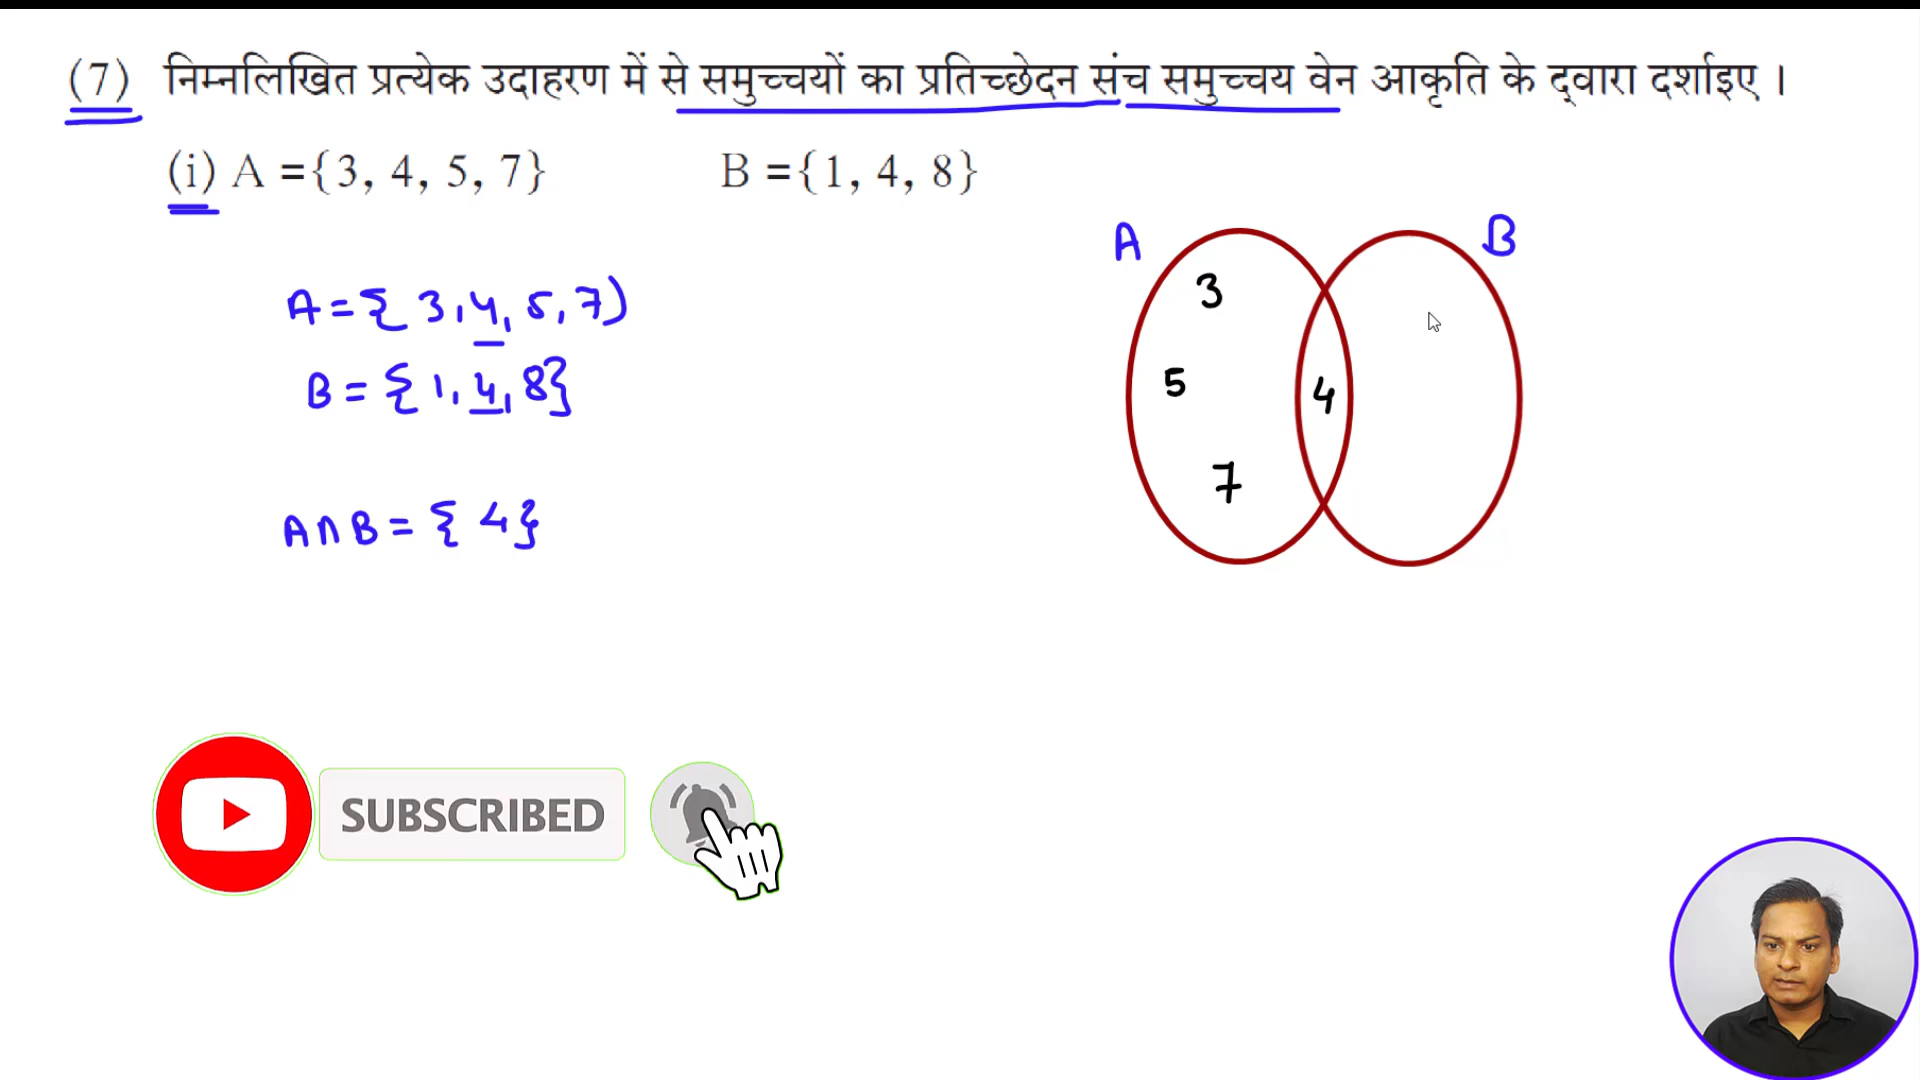 (7) निम्नलिखित प्रत्येक उदाहरण में से समुच्चयों का प्रतिच्छेदन संच समुच्चय वेन आकृति के द्‌वारा दर्शाइए ।
(i) A ={3, 4, 5, 7} B ={1, 4, 8}
A B
3
A = { 3, 4, 5, 7)
B = { 1, 4, 8}
5 4
7
A∩B = { 4}
SUBSCRIBED